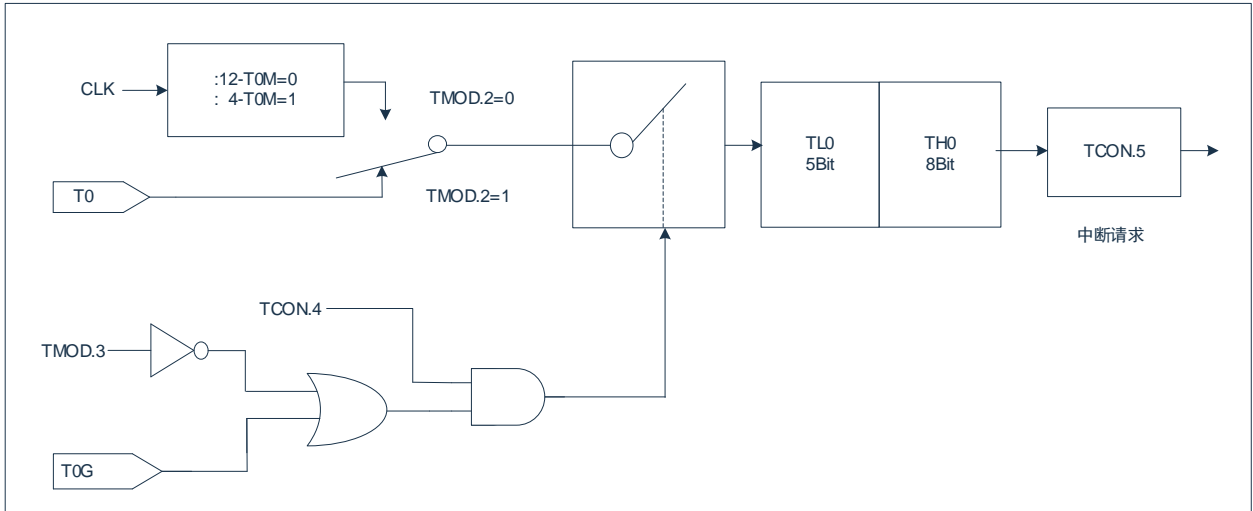 CLK
:12-T0M=0
: 4-T0M=1
TMOD.2=0
T0
TMOD.2=1
TL0
5Bit
TH0
8Bit
TCON.5
中断请求
TCON.4
TMOD.3
T0G